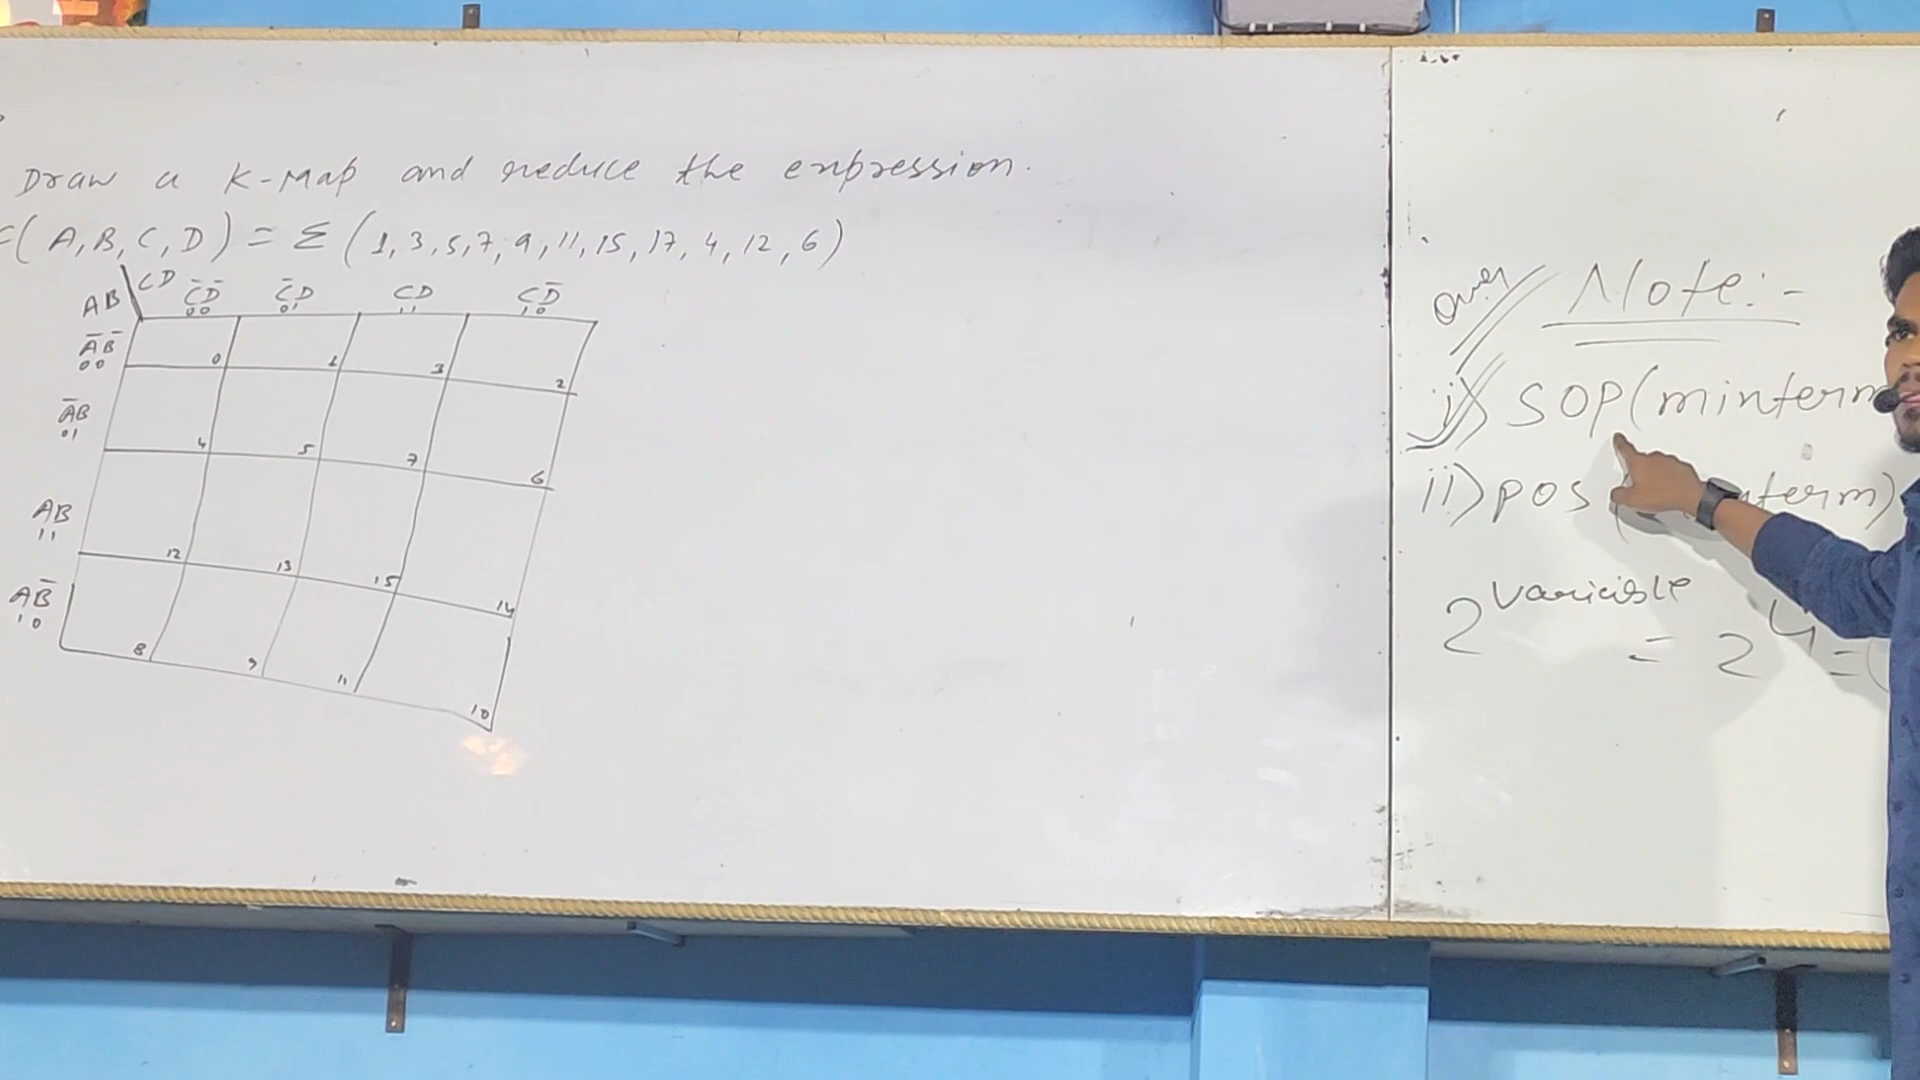 Draw a K-Map and reduce the enpression.
(A,B,C,D) = Σ (1,3,5,7,9,11,15,17,4,12,6)
AB CD C̄D̄ C̄D CD CD̄
00 01 11 10
ĀB̄
00 0 1 3 2
ĀB
01 4 5 7 6
AB
11 12 13 15 14
AB̄
10 8 9 11 10
Note:-
i) SOP (minterm
ii) POS
2 variable
= 2 4 =